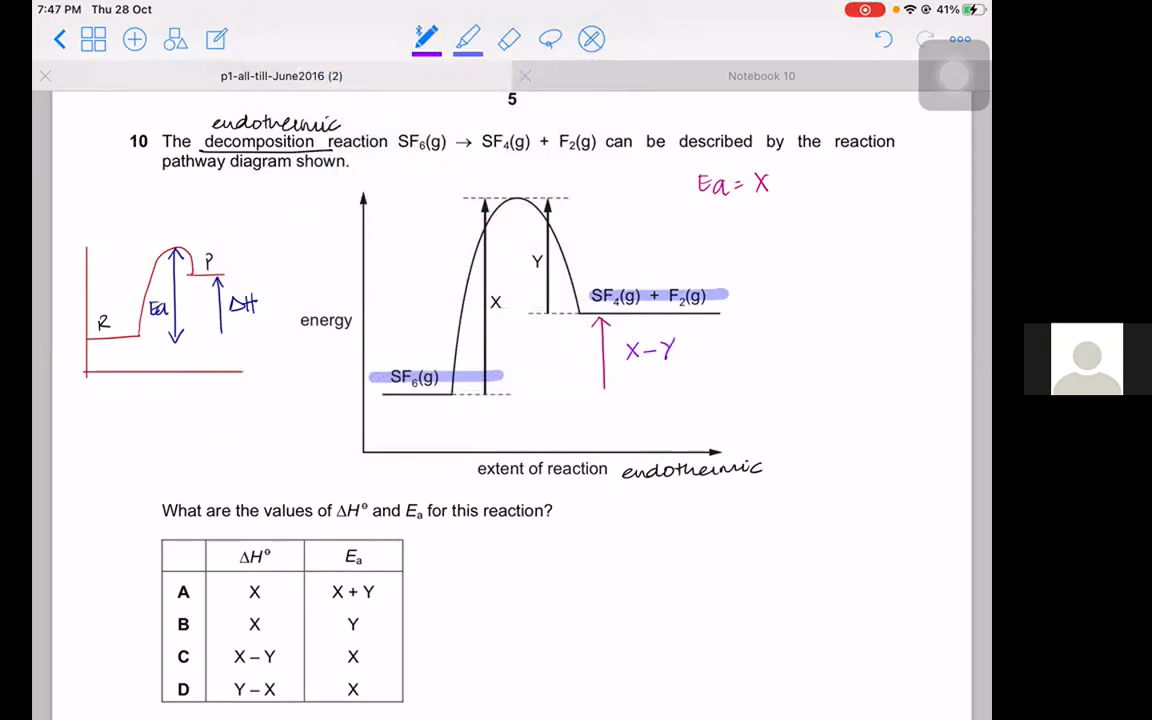 7:47 PM Thu 28 Oct
41%
p1-all-till-June2016 (2)
Notebook 10
5
endothermic
10 The decomposition reaction SF₆(g) → SF₄(g) + F₂(g) can be described by the reaction
pathway diagram shown.
Ea = X
P
R
Ea
ΔH
energy
X
Y
SF₄(g) + F₂(g)
X–Y
SF₆(g)
extent of reaction
endothermic
What are the values of ΔH⦵ and Eₐ for this reaction?
ΔH⦵ Eₐ
A X X + Y
B X Y
C X – Y X
D Y – X X